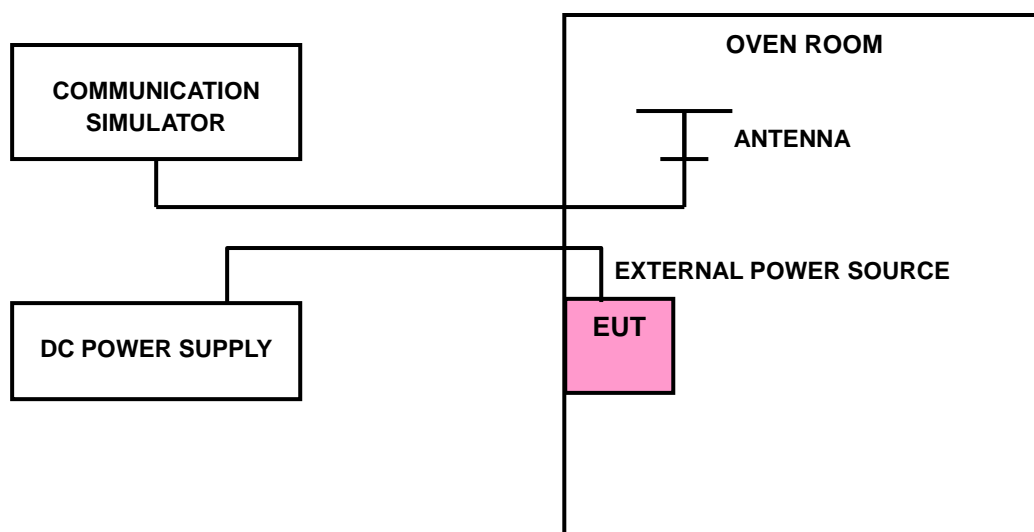 OVEN ROOM
COMMUNICATION
SIMULATOR
ANTENNA
EXTERNAL POWER SOURCE
EUT
DC POWER SUPPLY